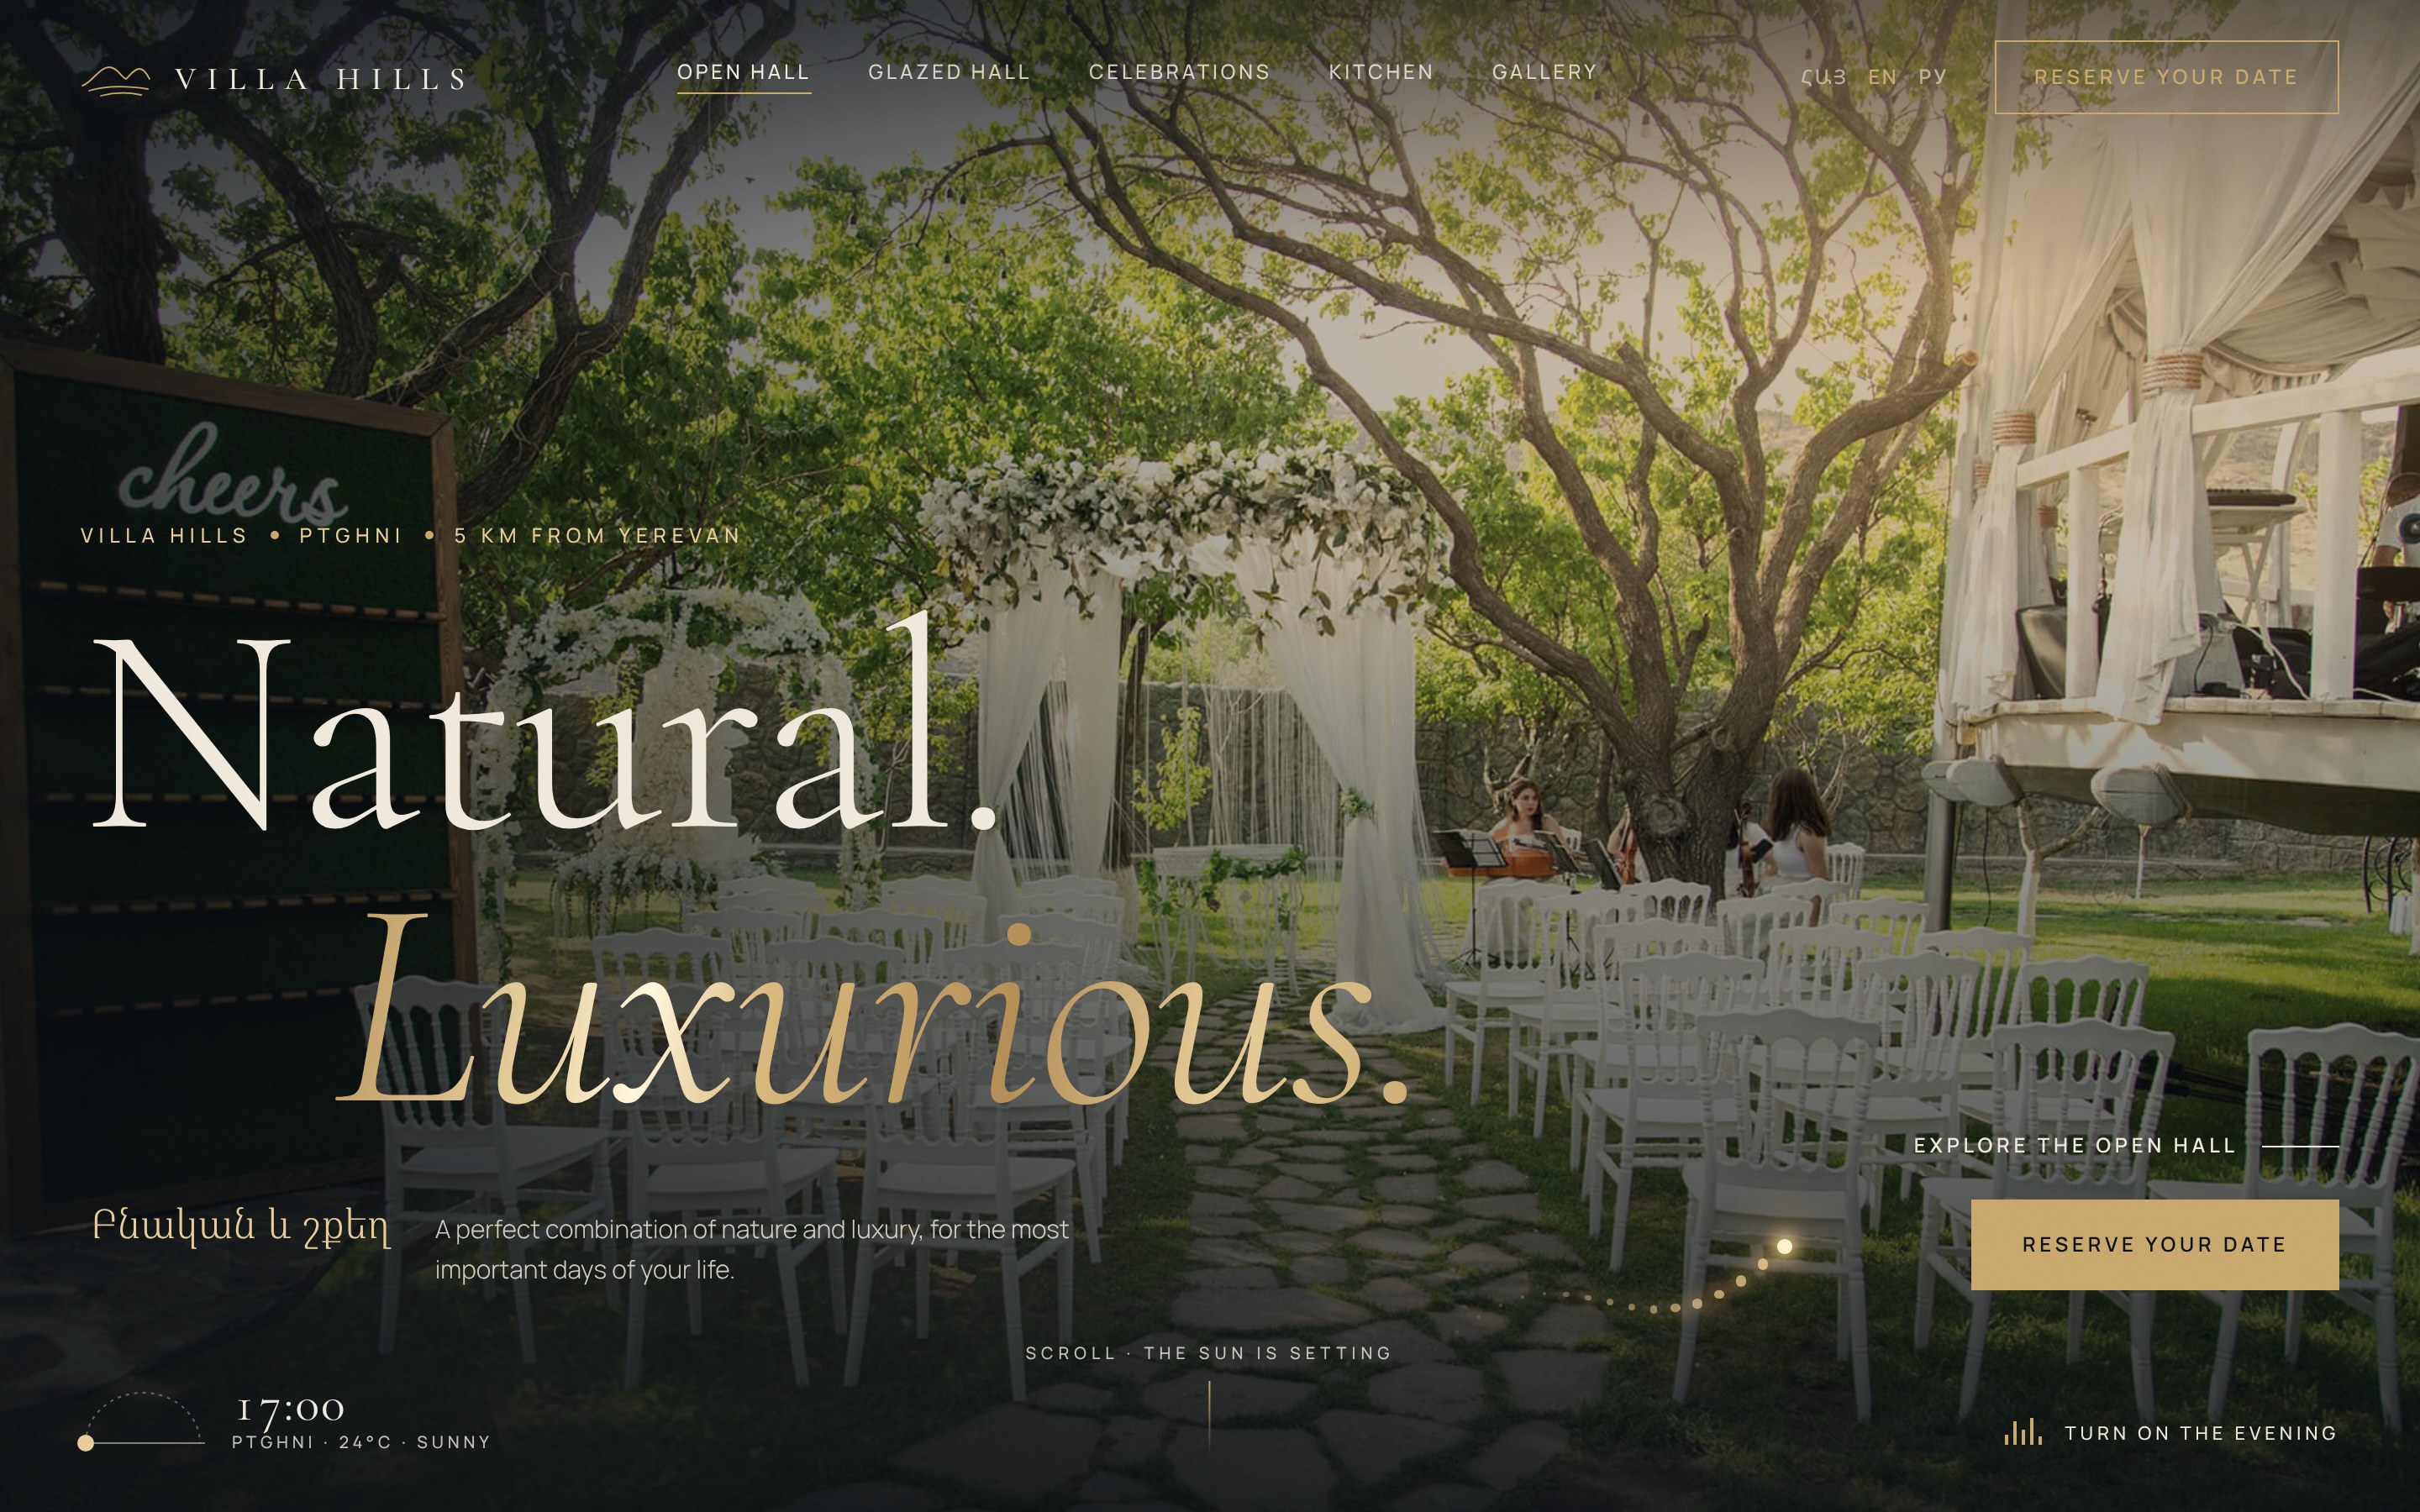 VILLA HILLS
OPEN HALL GLAZED HALL CELEBRATIONS KITCHEN GALLERY
ՀԱՅ EN РУ
RESERVE YOUR DATE
cheers
VILLA HILLS • PTGHNI • 5 KM FROM YEREVAN
Natural.
Luxurious.
EXPLORE THE OPEN HALL
RESERVE YOUR DATE
Բնական և շքեղ
A perfect combination of nature and luxury, for the most
important days of your life.
SCROLL · THE SUN IS SETTING
17:00
PTGHNI · 24°C · SUNNY
TURN ON THE EVENING